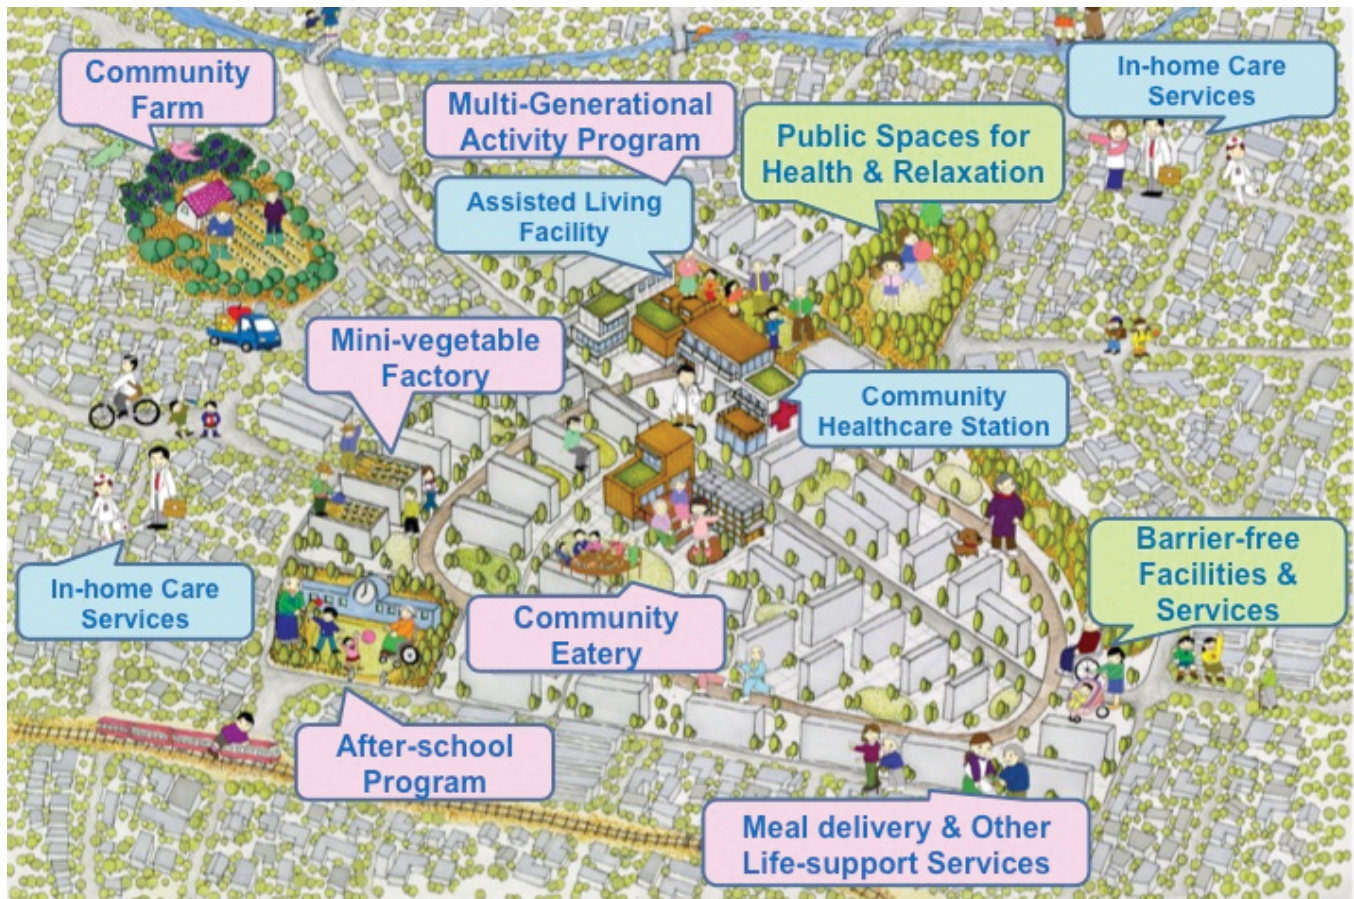 Community
Farm
Multi-Generational
Activity Program
In-home Care
Services
Public Spaces for
Health & Relaxation
Assisted Living
Facility
Mini-vegetable
Factory
Community
Healthcare Station
In-home Care
Services
Barrier-free
Facilities &
Services
Community
Eatery
After-school
Program
Meal delivery & Other
Life-support Services